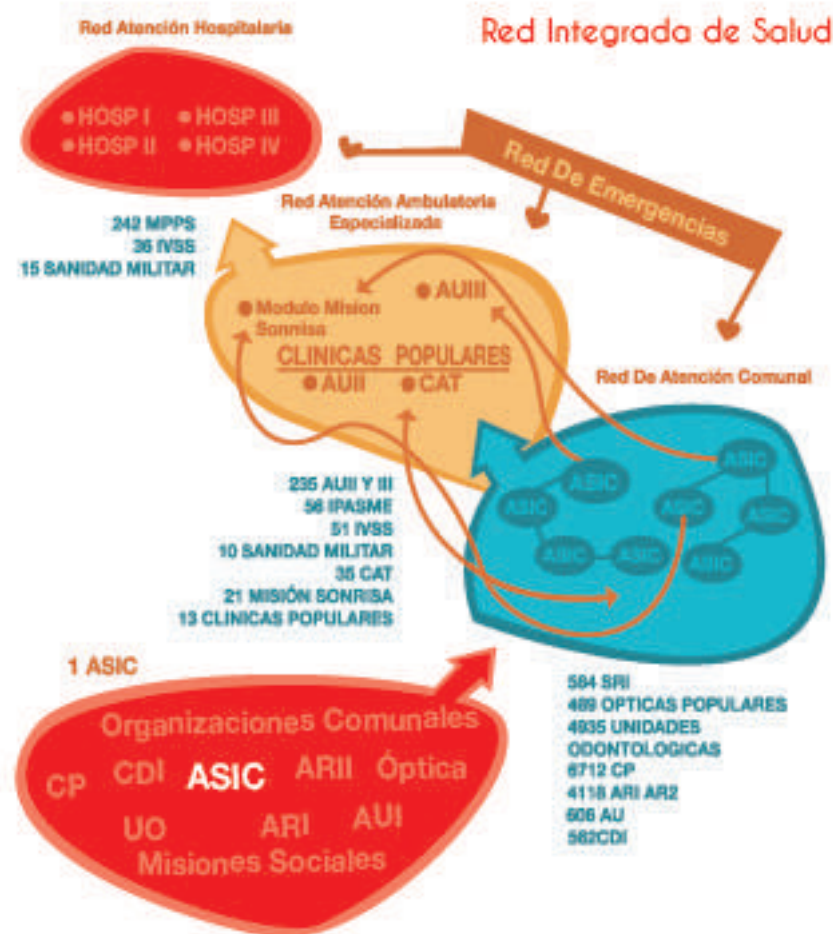 Red Atención Hospitalaria
Red Integrada de Salud
• HOSP I • HOSP III
• HOSP II • HOSP IV
Red De Emergencias
242 MPPS
36 IVSS
15 SANIDAD MILITAR
Red Atención Ambulatoria
Especializada
• Modulo Mision
Sonrisa
• AUIII
CLINICAS POPULARES
• AUII • CAT
Red De Atención Comunal
ASIC
ASIC
ASIC
ASIC
ASIC
ASIC
ASIC
ASIC
ASIC
235 AUII Y III
56 IPASME
51 IVSS
10 SANIDAD MILITAR
35 CAT
21 MISIÓN SONRISA
13 CLINICAS POPULARES
1 ASIC
Organizaciones Comunales
CP CDI ASIC ARII Óptica
UO ARI AUI
Misiones Sociales
584 SRI
469 OPTICAS POPULARES
4935 UNIDADES
ODONTOLOGICAS
6712 CP
4118 ARI AR2
606 AU
582CDI